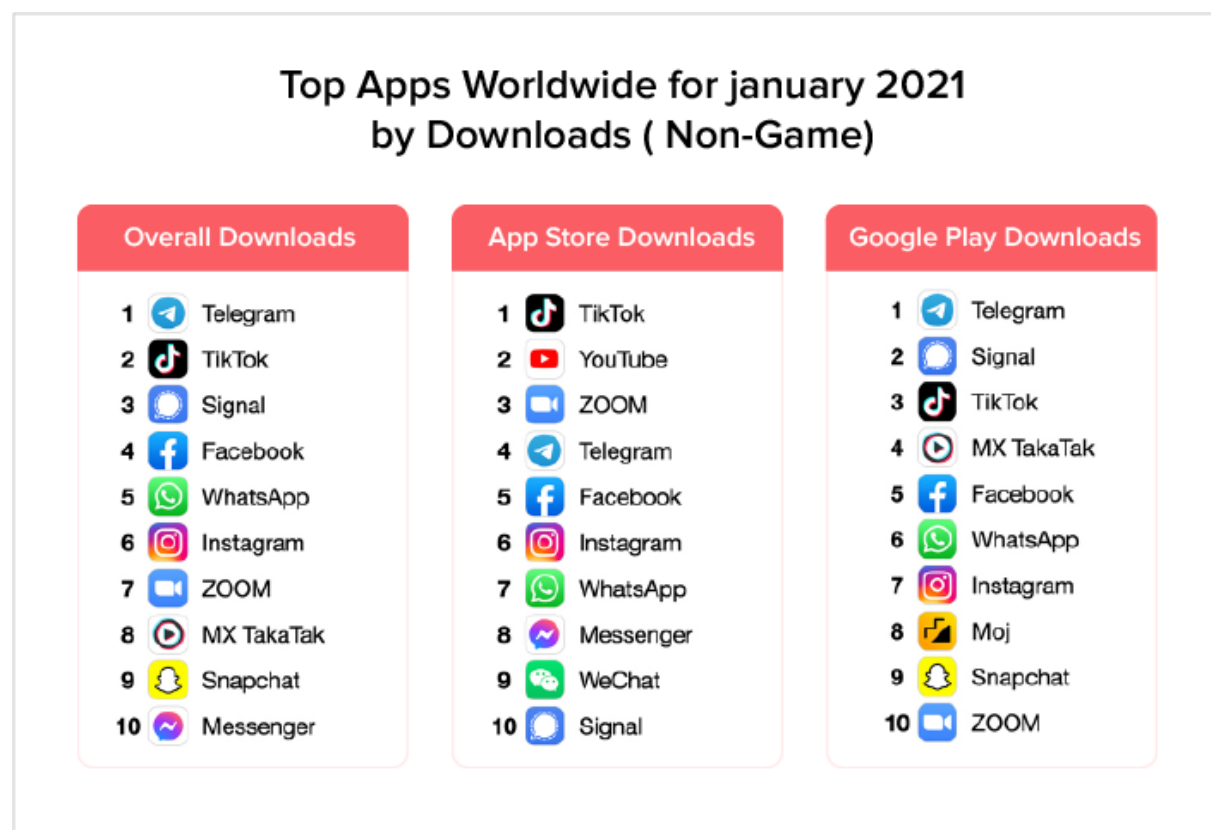 Top Apps Worldwide for january 2021
by Downloads ( Non-Game)
Overall Downloads
1 Telegram
2 TikTok
3 Signal
4 Facebook
5 WhatsApp
6 Instagram
7 ZOOM
8 MX TakaTak
9 Snapchat
10 Messenger
App Store Downloads
1 TikTok
2 YouTube
3 ZOOM
4 Telegram
5 Facebook
6 Instagram
7 WhatsApp
8 Messenger
9 WeChat
10 Signal
Google Play Downloads
1 Telegram
2 Signal
3 TikTok
4 MX TakaTak
5 Facebook
6 WhatsApp
7 Instagram
8 Moj
9 Snapchat
10 ZOOM